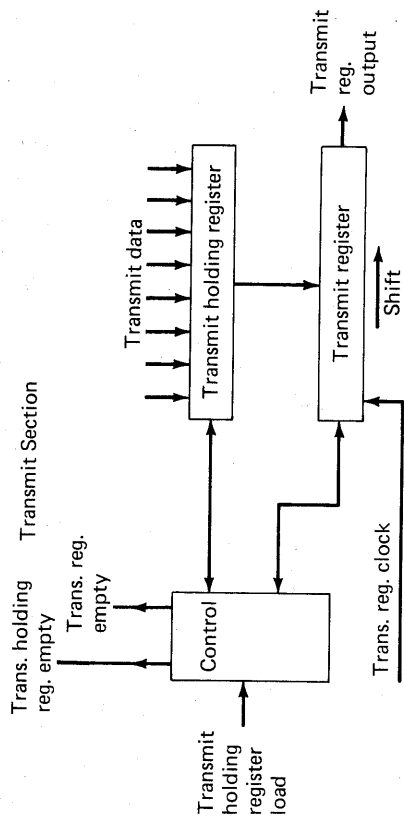 Transmit Section
Trans. holding
reg. empty
Trans. reg.
empty
Transmit data
Transmit
holding
register
load
Control
Transmit holding register
Transmit register
Transmit
reg.
output
Shift
Trans. reg. clock